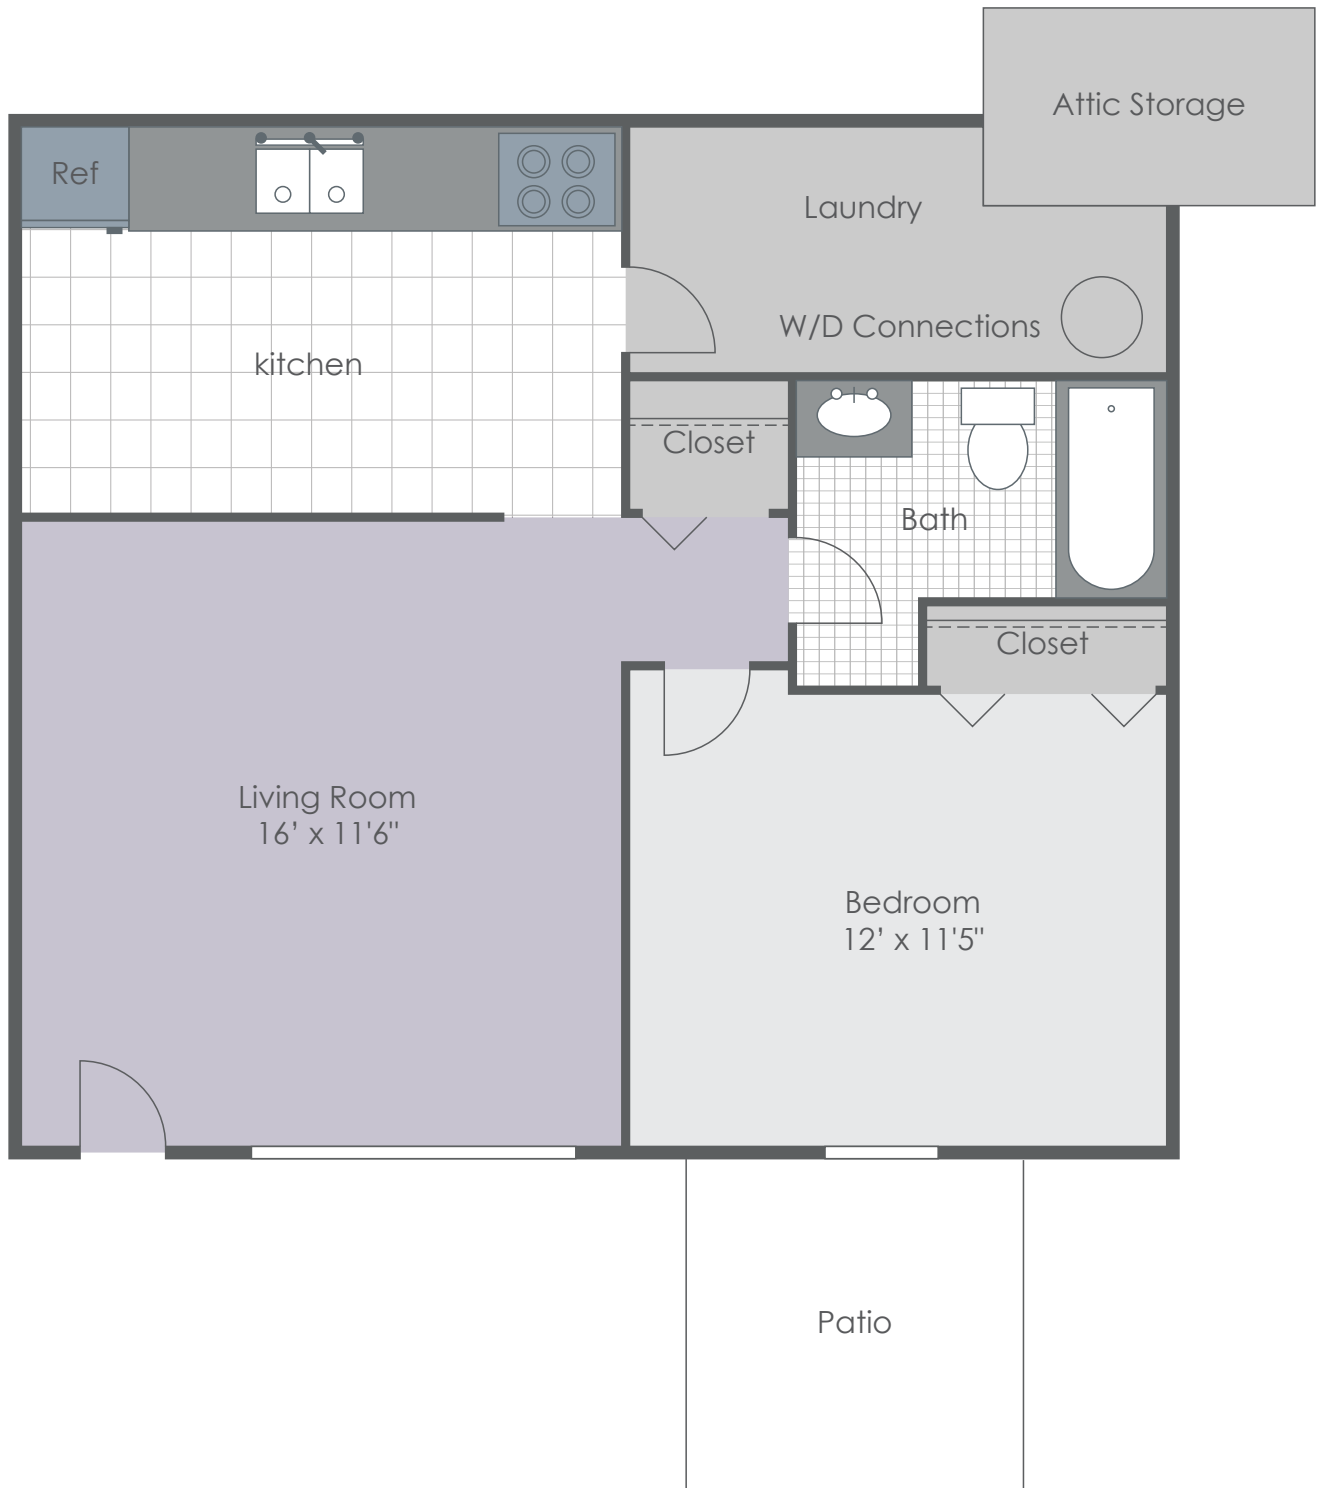 Attic Storage
Ref
Laundry
W/D Connections
kitchen
Closet
Bath
Closet
Living Room
16’ x 11'6"
Bedroom
12’ x 11'5"
Patio